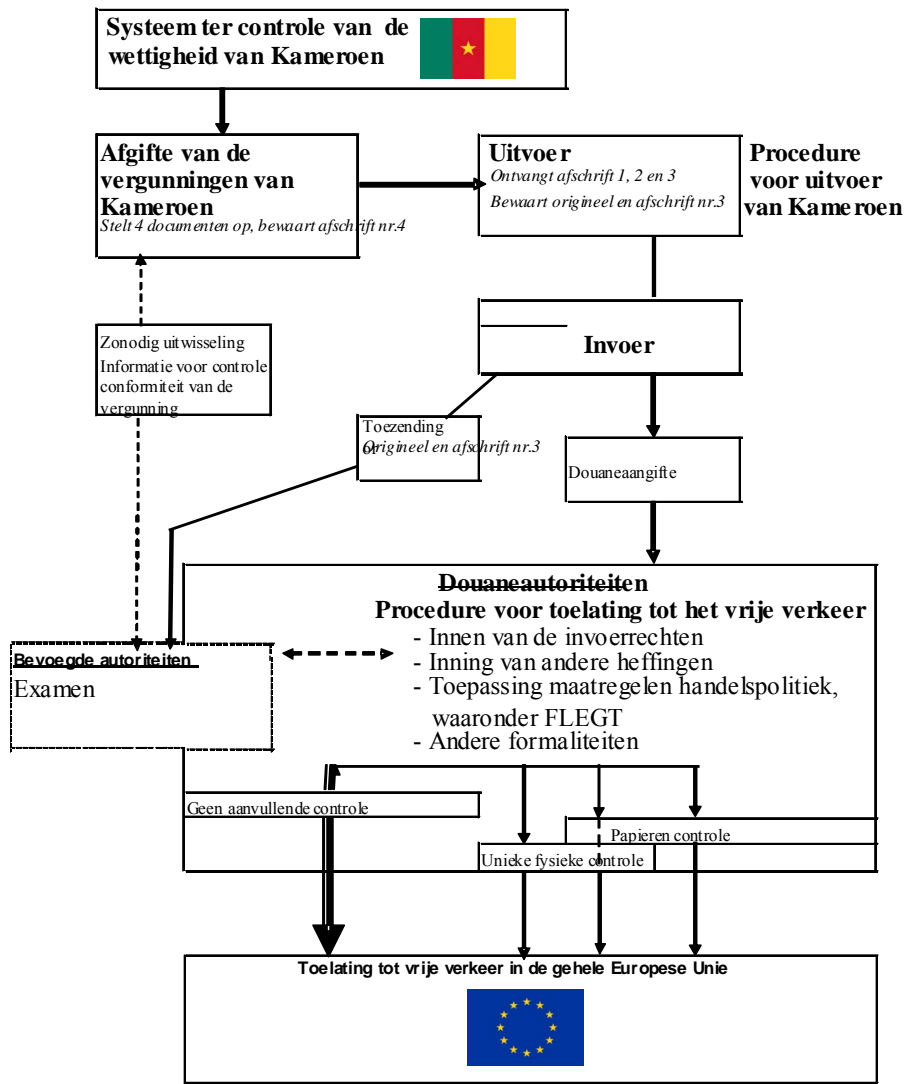 Systeem ter controle van de
wettigheid van Kameroen
Afgifte van de
vergunningen van
Kameroen
Stelt 4 documenten op, bewaart afschrift nr.4
Uitvoer
Ontvangt afschrift 1, 2 en 3
Bewaart origineel en afschrift nr.3
Procedure
voor uitvoer
van Kameroen
Zonodig uitwisseling
Informatie voor controle
conformiteit van de
vergunning
Invoer
Toezending
Origineel en afschrift nr.3
Douaneaangifte
Douaneautoriteiten
Procedure voor toelating tot het vrije verkeer
- Innen van de invoerrechten
- Inning van andere heffingen
- Toepassing maatregelen handelspolitiek,
waaronder FLEGT
- Andere formaliteiten
Bevoegde autoriteiten
Examen
Geen aanvullende controle
Papieren controle
Unieke fysieke controle
Toelating tot vrije verkeer in de gehele Europese Unie